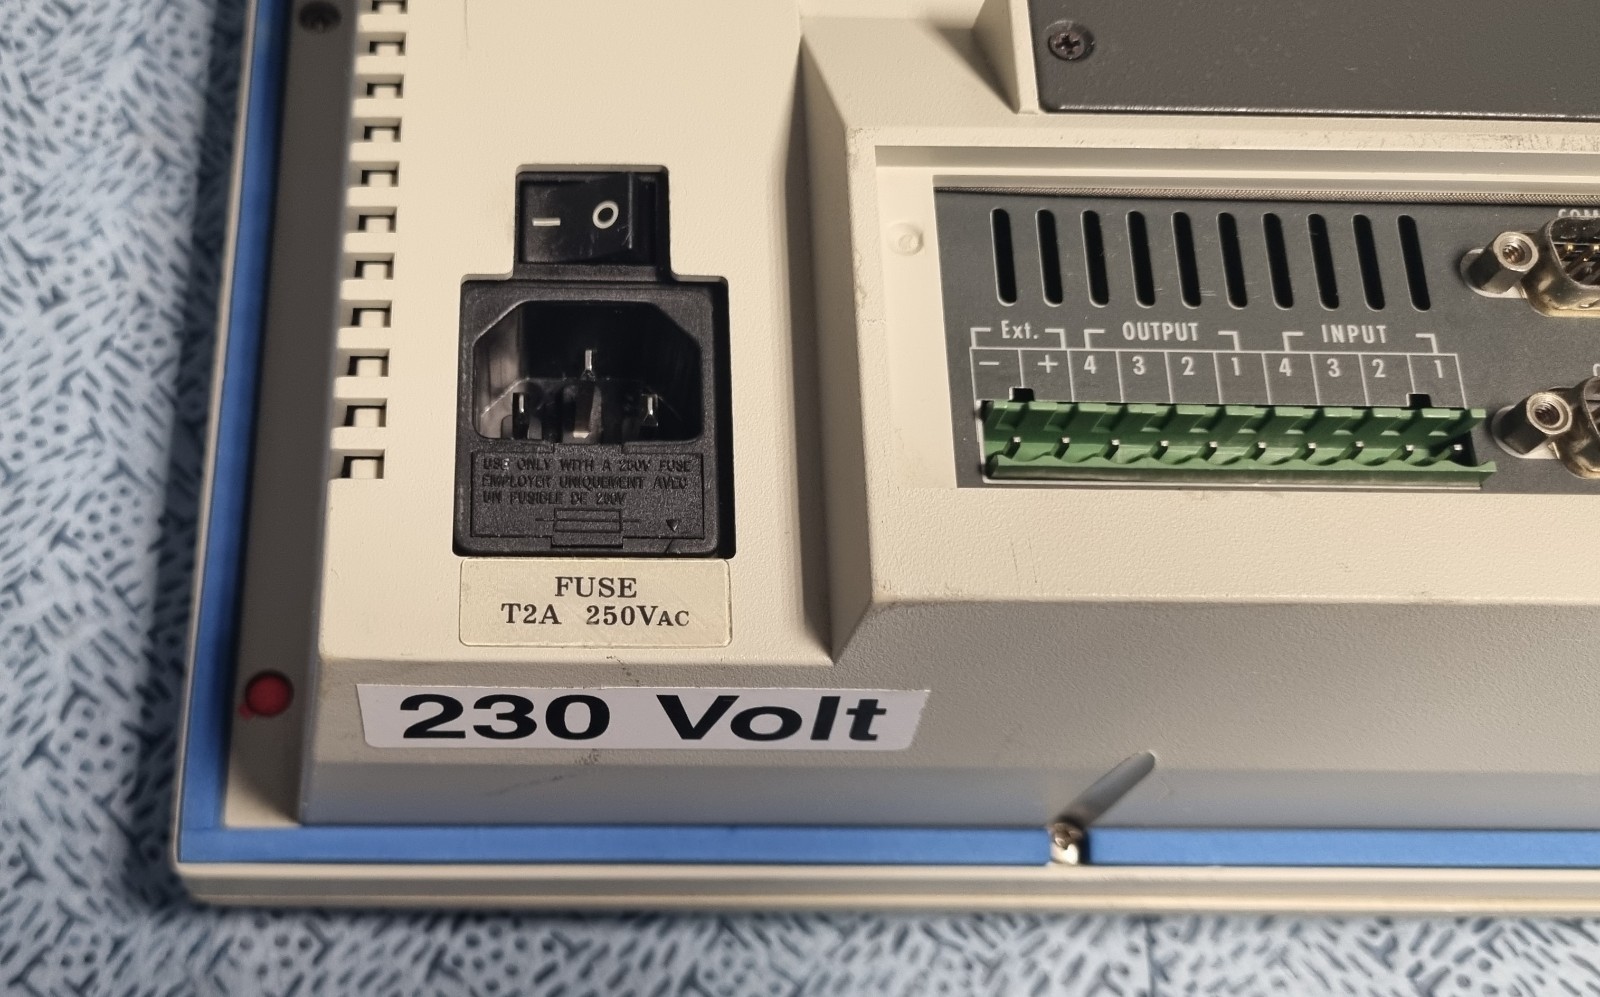 – O
USE ONLY WITH A 250V FUSE
EMPLOYER UNIQUEMENT AVEC
UN FUSIBLE DE 250V
FUSE
T2A 250VAC
230 Volt
Ext. OUTPUT INPUT
– + 4 3 2 1 4 3 2 1